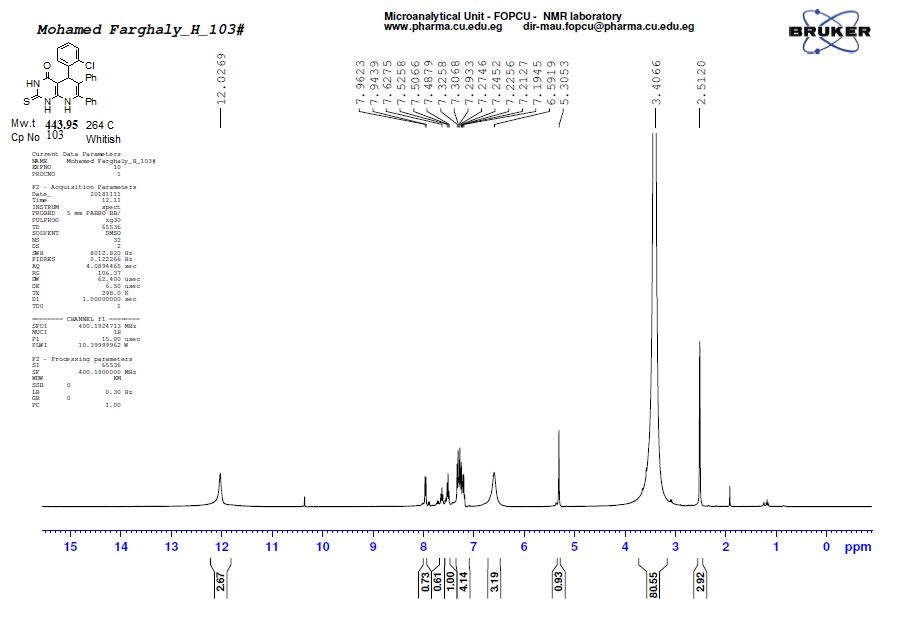 Microanalytical Unit - FOPCU - NMR laboratory
www.pharma.cu.edu.eg dir-mau.fopcu@pharma.cu.edu.eg
Mohamed Farghaly_H_103#
BRUKER
O
Cl
HN
Ph
S
N
H
N
H
Ph
Mw.t 443.95 264 C
Cp No 103 Whitish
12.0269
7.9623
7.9439
7.6275
7.5258
7.5066
7.4879
7.3258
7.3068
7.2933
7.2746
7.2452
7.2256
7.2127
7.1945
6.5919
5.3053
3.4066
2.5120
Current Data Parameters
NAME Mohamed Farghaly_H_103#
EXPNO 10
PROCNO 1
F2 - Acquisition Parameters
Date_ 20181111
Time 12.11
INSTRUM spect
PROBHD 5 mm PABBO BB/
PULPROG zg30
TD 65536
SOLVENT DMSO
NS 32
DS 2
SWH 8012.820 Hz
FIDRES 0.122266 Hz
AQ 4.0894465 sec
RG 106.37
DW 62.400 usec
DE 6.50 usec
TE 298.0 K
D1 1.00000000 sec
TD0 1
======== CHANNEL f1 ========
SFO1 400.1924713 MHz
NUC1 1H
P1 15.00 usec
PLW1 10.39999962 W
F2 - Processing parameters
SI 65536
SF 400.1900000 MHz
WDW EM
SSB 0
LB 0.30 Hz
GB 0
PC 1.00
15 14 13 12 11 10 9 8 7 6 5 4 3 2 1 0 ppm
2.67
0.73
0.61
1.00
4.14
3.19
0.93
80.55
2.92